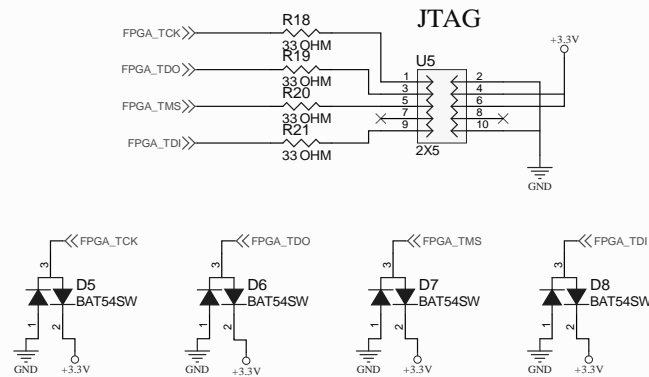 JTAG
R18
FPGA_TCK
33 OHM
+3.3V
R19
FPGA_TDO
33 OHM
U5
R20
FPGA_TMS
33 OHM
R21
FPGA_TDI
33 OHM
1 2
3 4
5 6
7 8
9 10
2X5
GND
FPGA_TCK
3
D5
BAT54SW
1 2
GND +3.3V
FPGA_TDO
3
D6
BAT54SW
1 2
GND +3.3V
FPGA_TMS
3
D7
BAT54SW
1 2
GND +3.3V
FPGA_TDI
3
D8
BAT54SW
1 2
GND +3.3V